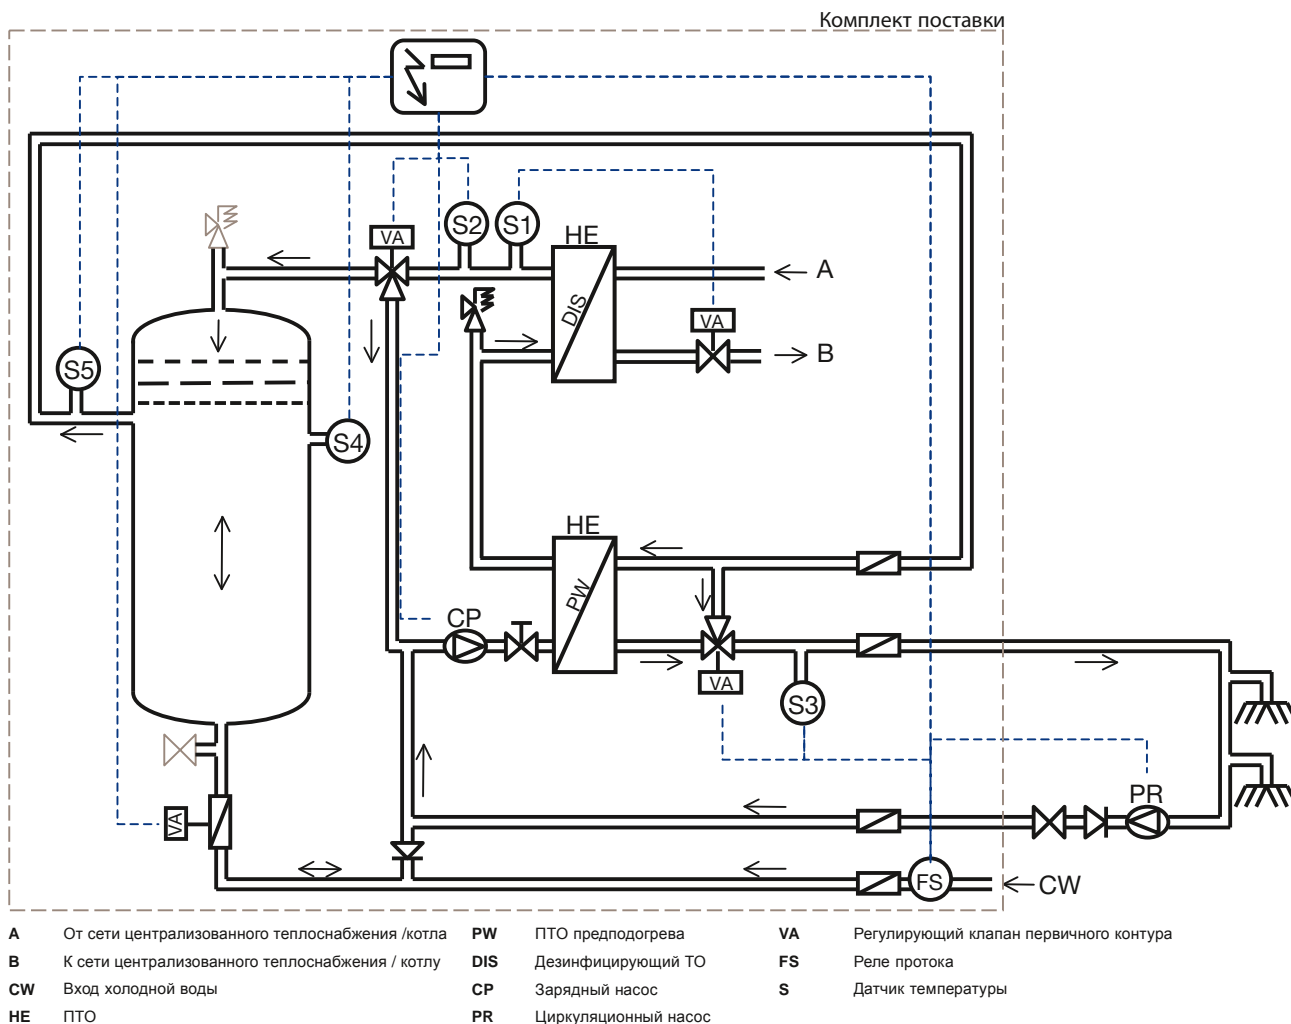 Комплект поставки
VA
S2
S1
HE
A
DIS
VA
B
S5
S4
HE
PW
CP
VA
S3
PR
VA
FS
CW
A От сети централизованного теплоснабжения /котла
B К сети централизованного теплоснабжения / котлу
CW Вход холодной воды
HE ПТО
PW ПТО предподогрева
DIS Дезинфицирующий ТО
CP Зарядный насос
PR Циркуляционный насос
VA Регулирующий клапан первичного контура
FS Реле протока
S Датчик температуры